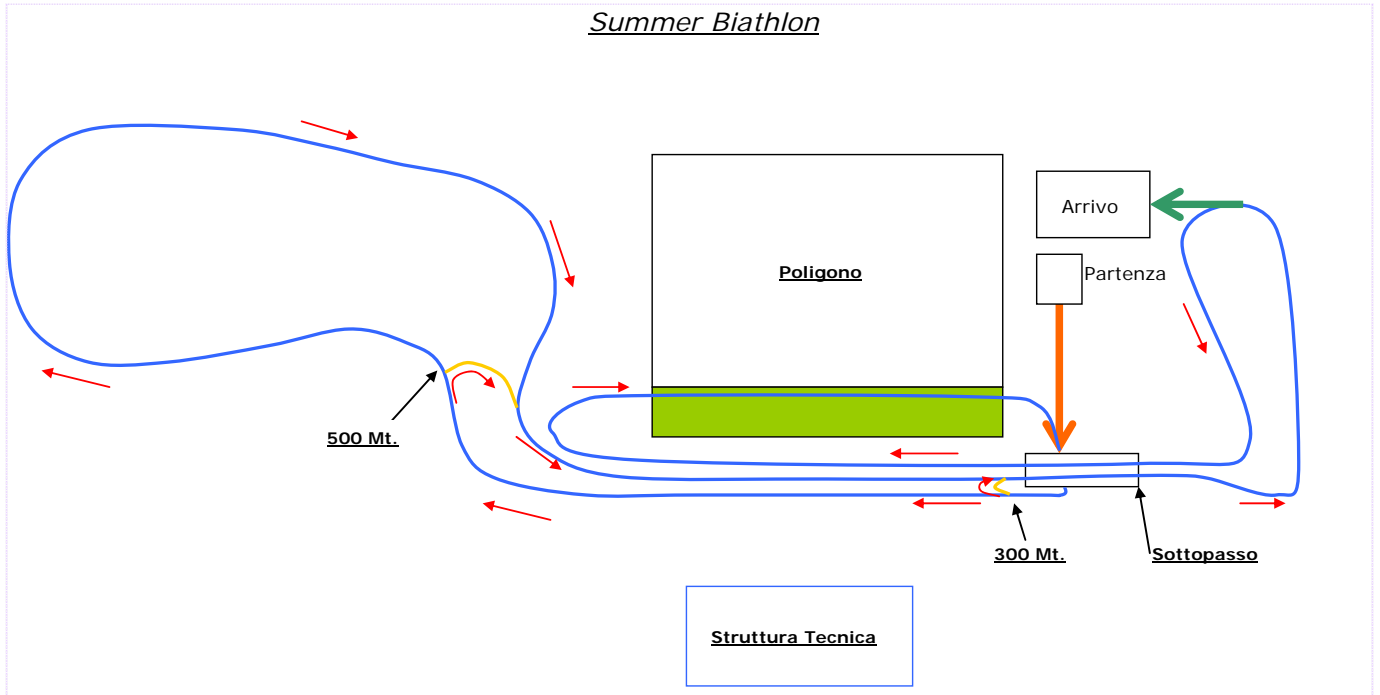 Summer Biathlon
Arrivo
Poligono
Partenza
500 Mt.
300 Mt.
Sottopasso
Struttura Tecnica